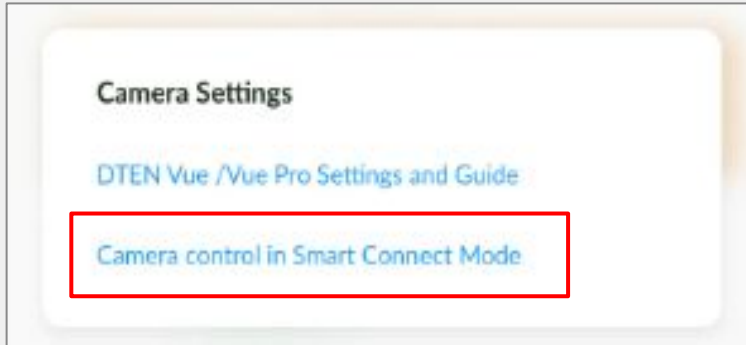 Camera Settings
DTEN Vue /Vue Pro Settings and Guide
Camera control in Smart Connect Mode